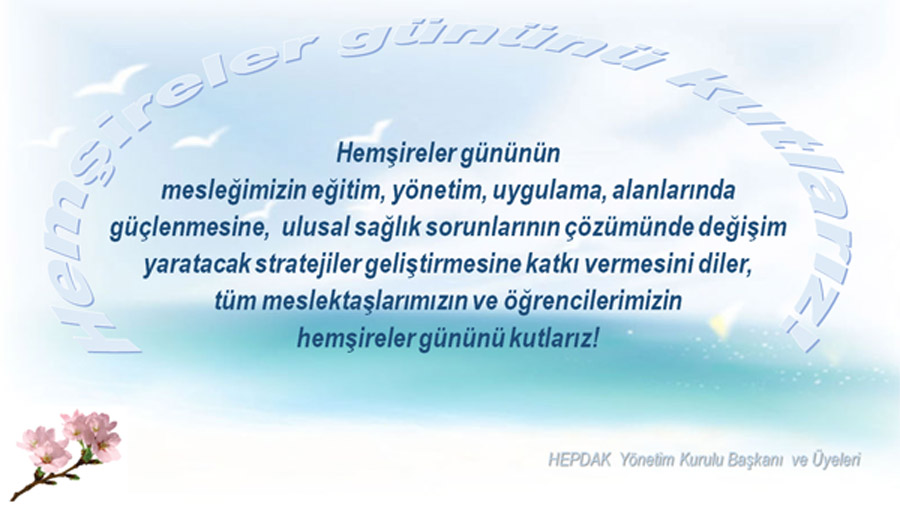 Hemşireler gününü kutlarız!
Hemşireler gününün
mesleğimizin eğitim, yönetim, uygulama, alanlarında
güçlenmesine, ulusal sağlık sorunlarının çözümünde değişim
yaratacak stratejiler geliştirmesine katkı vermesini diler,
tüm meslektaşlarımızın ve öğrencilerimizin
hemşireler gününü kutlarız!
HEPDAK Yönetim Kurulu Başkanı ve Üyeleri